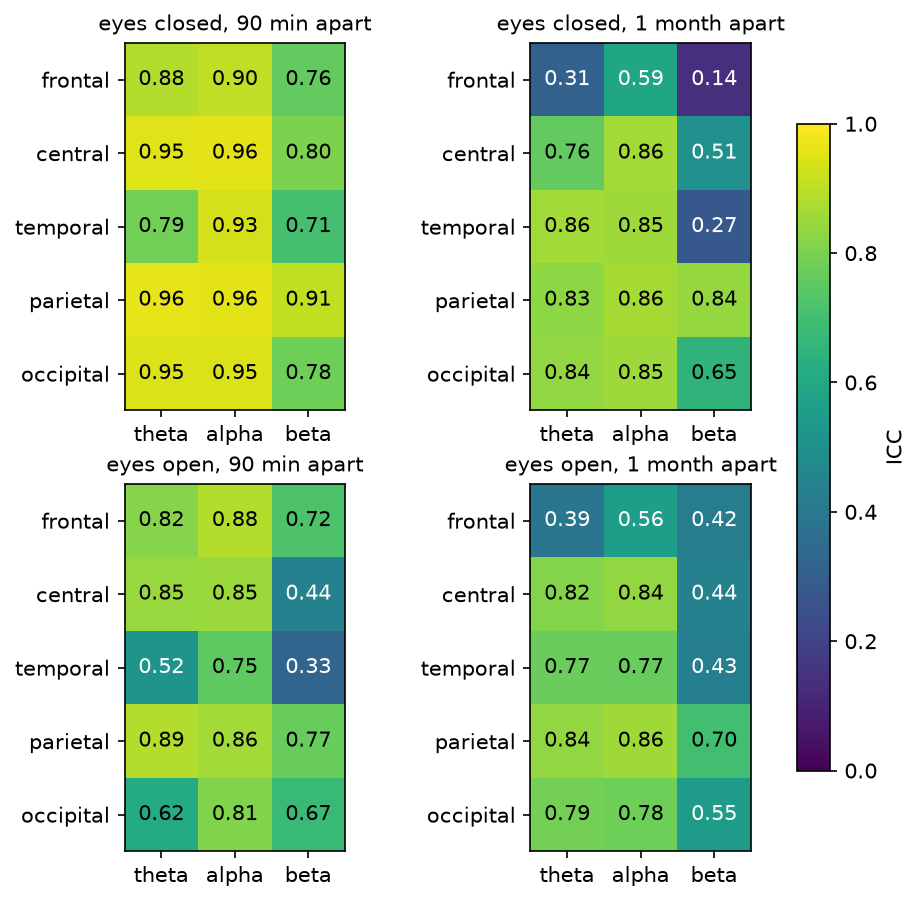 eyes closed, 90 min apart
frontal 0.88 0.90 0.76
central 0.95 0.96 0.80
temporal 0.79 0.93 0.71
parietal 0.96 0.96 0.91
occipital 0.95 0.95 0.78
theta alpha beta
eyes closed, 1 month apart
frontal 0.31 0.59 0.14
central 0.76 0.86 0.51
temporal 0.86 0.85 0.27
parietal 0.83 0.86 0.84
occipital 0.84 0.85 0.65
theta alpha beta
eyes open, 90 min apart
frontal 0.82 0.88 0.72
central 0.85 0.85 0.44
temporal 0.52 0.75 0.33
parietal 0.89 0.86 0.77
occipital 0.62 0.81 0.67
theta alpha beta
eyes open, 1 month apart
frontal 0.39 0.56 0.42
central 0.82 0.84 0.44
temporal 0.77 0.77 0.43
parietal 0.84 0.86 0.70
occipital 0.79 0.78 0.55
theta alpha beta
1.0
0.8
0.6
0.4
0.2
0.0
ICC